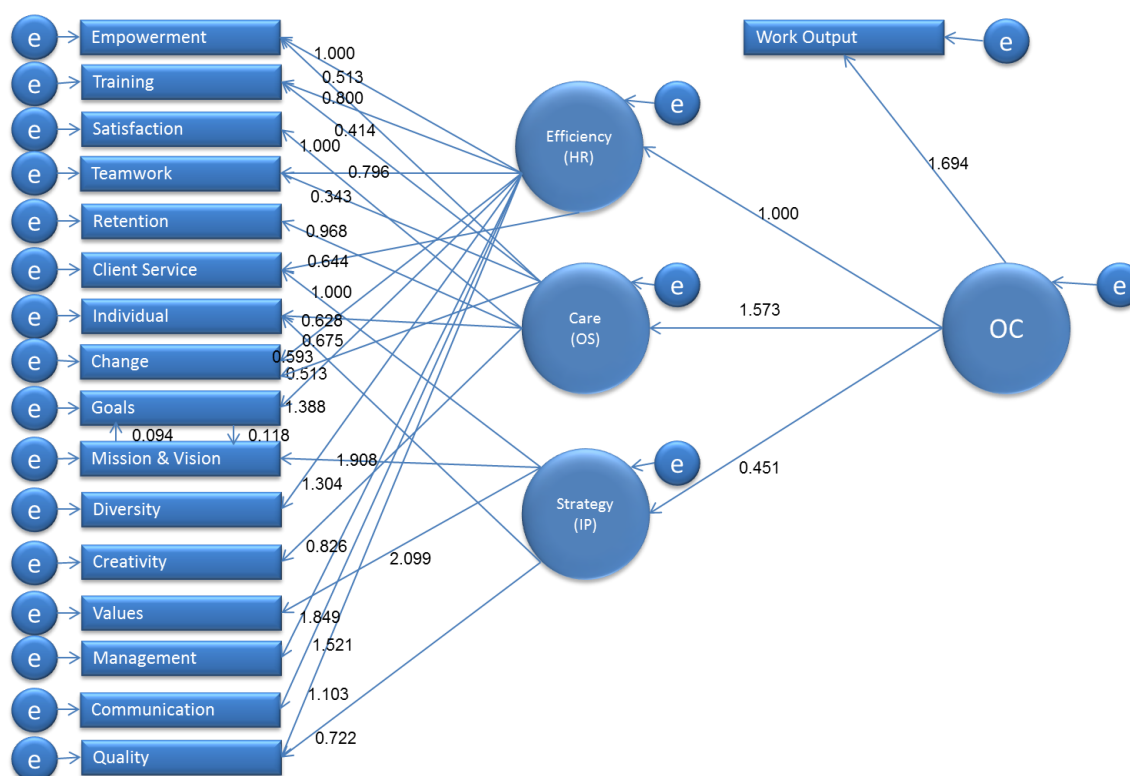 e Empowerment
Work Output e
1.000
e Training
0.513
0.800
Efficiency
(HR)
e
e Satisfaction
0.414
1.000
e Teamwork
0.796
1.694
e Retention
0.343
1.000
0.968
e Client Service
0.644
e
e
1.000
e Individual
0.628
Care
(OS)
1.573
OC
0.675
e Change
0.593
0.513
e Goals
1.388
0.094
0.118
e Mission & Vision
1.908
e
0.451
1.304
e Diversity
Strategy
(IP)
0.826
e Creativity
2.099
e Values
1.849
e Management
1.521
1.103
e Communication
0.722
e Quality